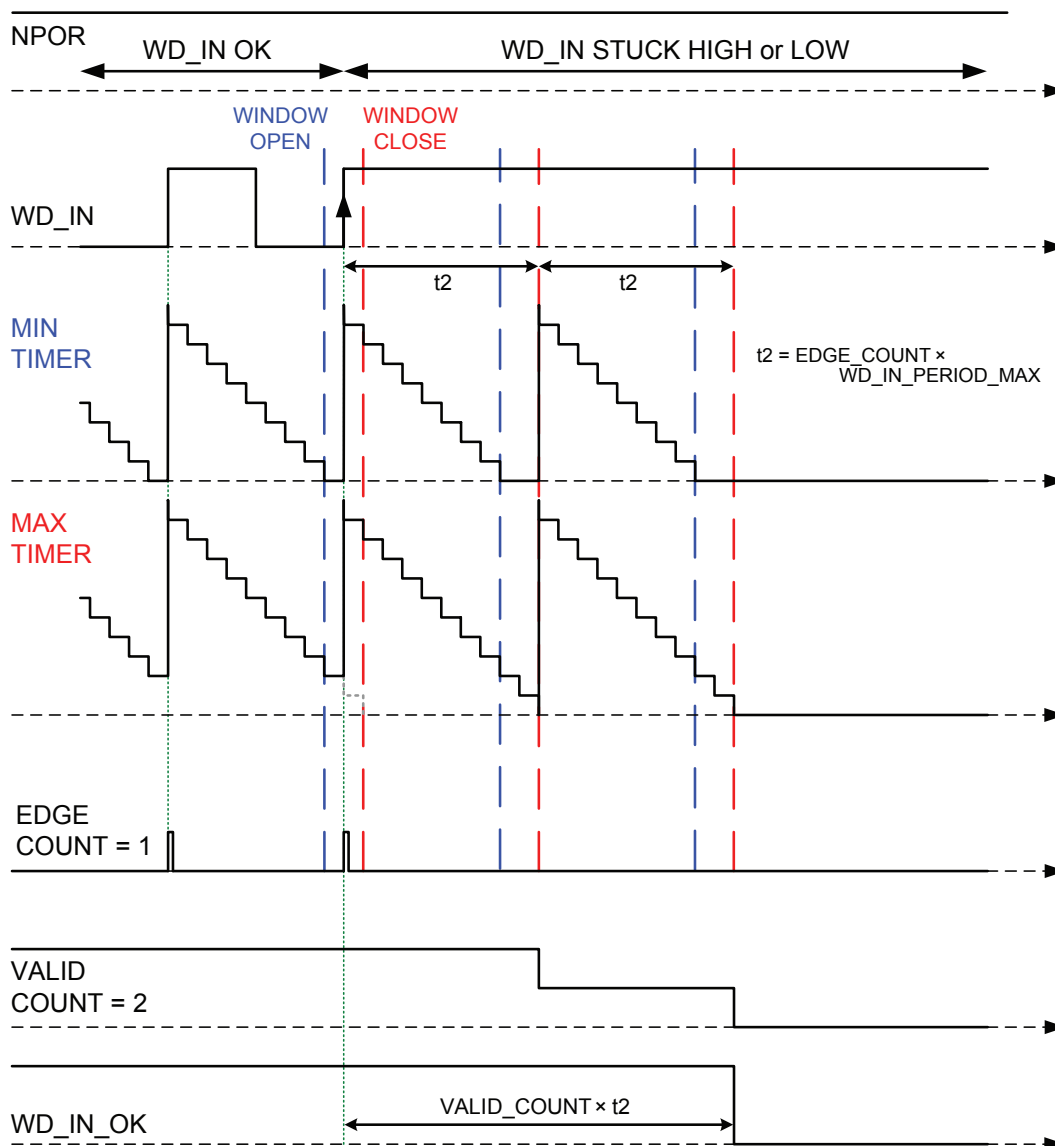 NPOR
WD_IN OK
WD_IN STUCK HIGH or LOW
WINDOW
OPEN
WINDOW
CLOSE
WD_IN
t2
t2
MIN
TIMER
t2 = EDGE_COUNT ×
WD_IN_PERIOD_MAX
MAX
TIMER
EDGE
COUNT = 1
VALID
COUNT = 2
VALID_COUNT × t2
WD_IN_OK